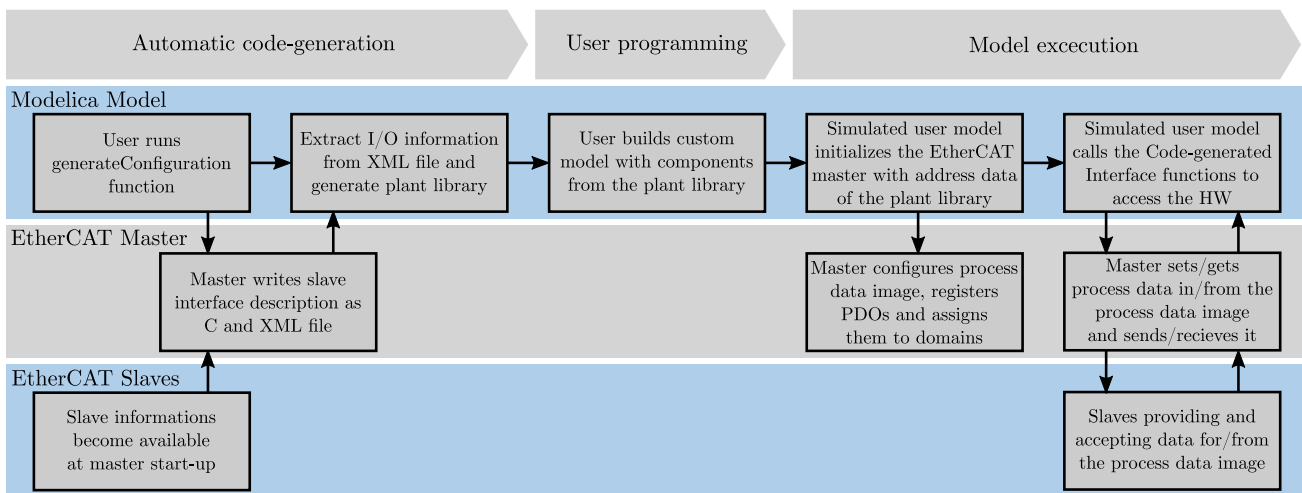 Automatic code-generation
User programming
Model excecution
Modelica Model
User runs
generateConfiguration
function
Extract I/O information
from XML file and
generate plant library
User builds custom
model with components
from the plant library
Simulated user model
initializes the EtherCAT
master with address data
of the plant library
Simulated user model
calls the Code-generated
Interface functions to
access the HW
EtherCAT Master
Master writes slave
interface description as
C and XML file
Master configures process
data image, registers
PDOs and assigns
them to domains
Master sets/gets
process data in/from the
process data image
and sends/recieves it
EtherCAT Slaves
Slave informations
become available
at master start-up
Slaves providing and
accepting data for/from
the process data image